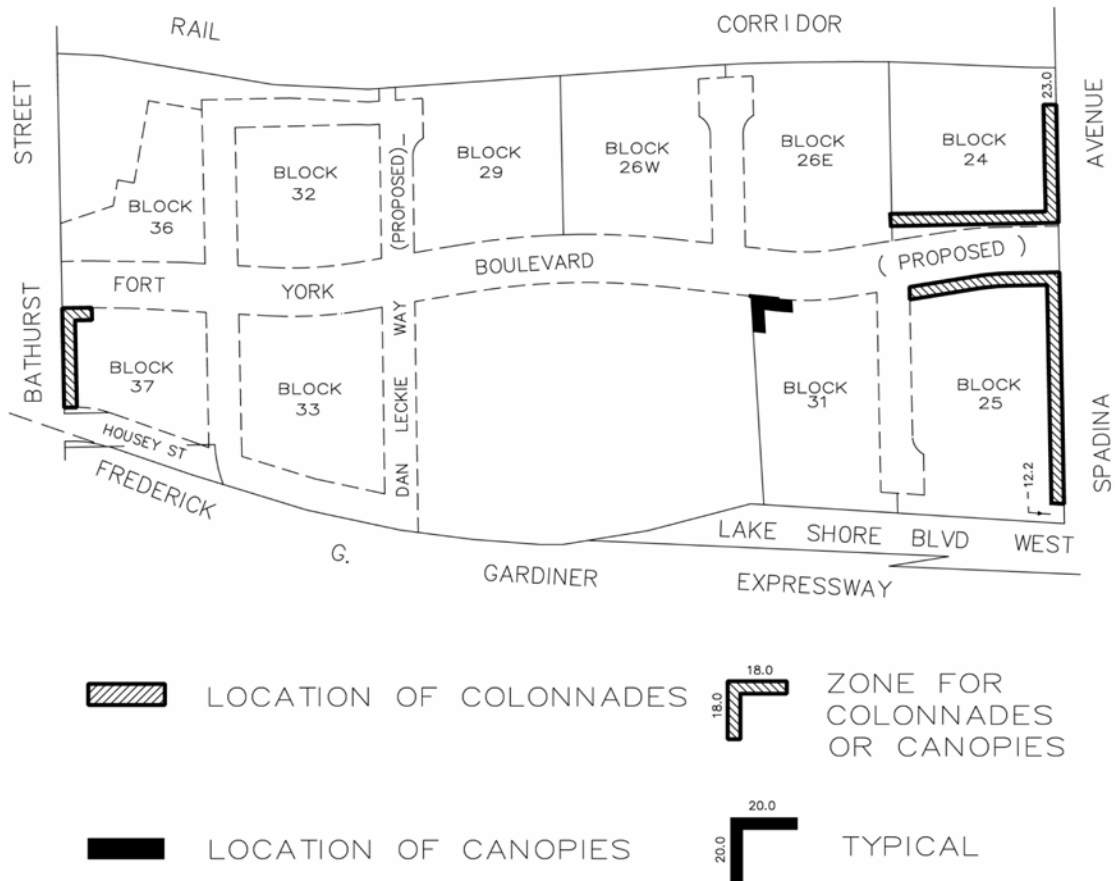 RAIL
CORRIDOR
STREET
AVENUE
23.0
BLOCK
36
BLOCK
32
(PROPOSED)
BLOCK
29
BLOCK
26W
BLOCK
26E
BLOCK
24
FORT
YORK
BOULEVARD
( PROPOSED )
BATHURST
BLOCK
37
BLOCK
33
DAN LECKIE WAY
BLOCK
31
BLOCK
25
SPADINA
12.2
HOUSEY ST
FREDERICK
G.
GARDINER
EXPRESSWAY
LAKE SHORE BLVD WEST
LOCATION OF COLONNADES
18.0
18.0
ZONE FOR
COLONNADES
OR CANOPIES
LOCATION OF CANOPIES
20.0
20.0
TYPICAL